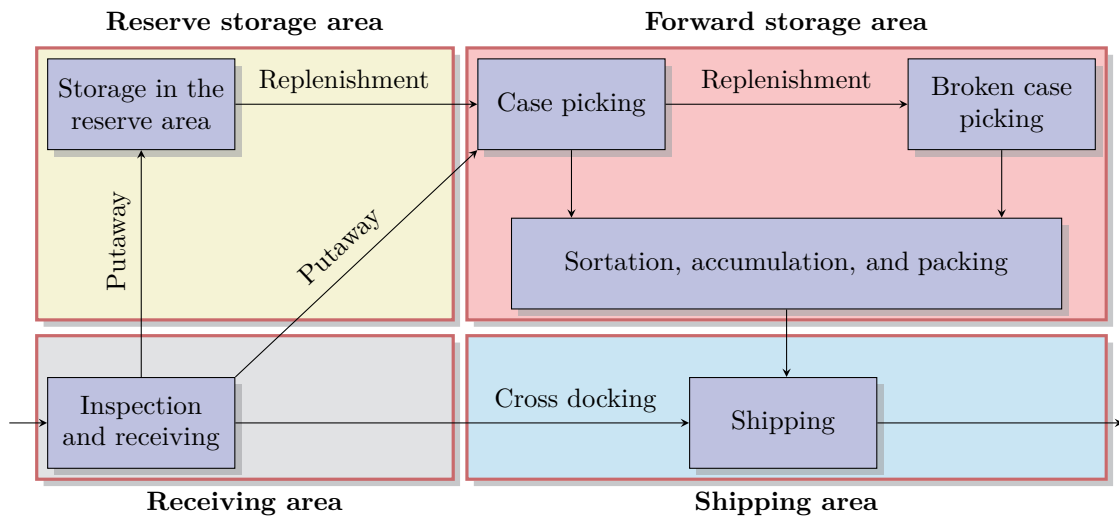 Reserve storage area
Forward storage area
Storage in the
reserve area
Replenishment
Case picking
Replenishment
Broken case
picking
Putaway
Putaway
Sortation, accumulation, and packing
Inspection
and receiving
Cross docking
Shipping
Receiving area
Shipping area